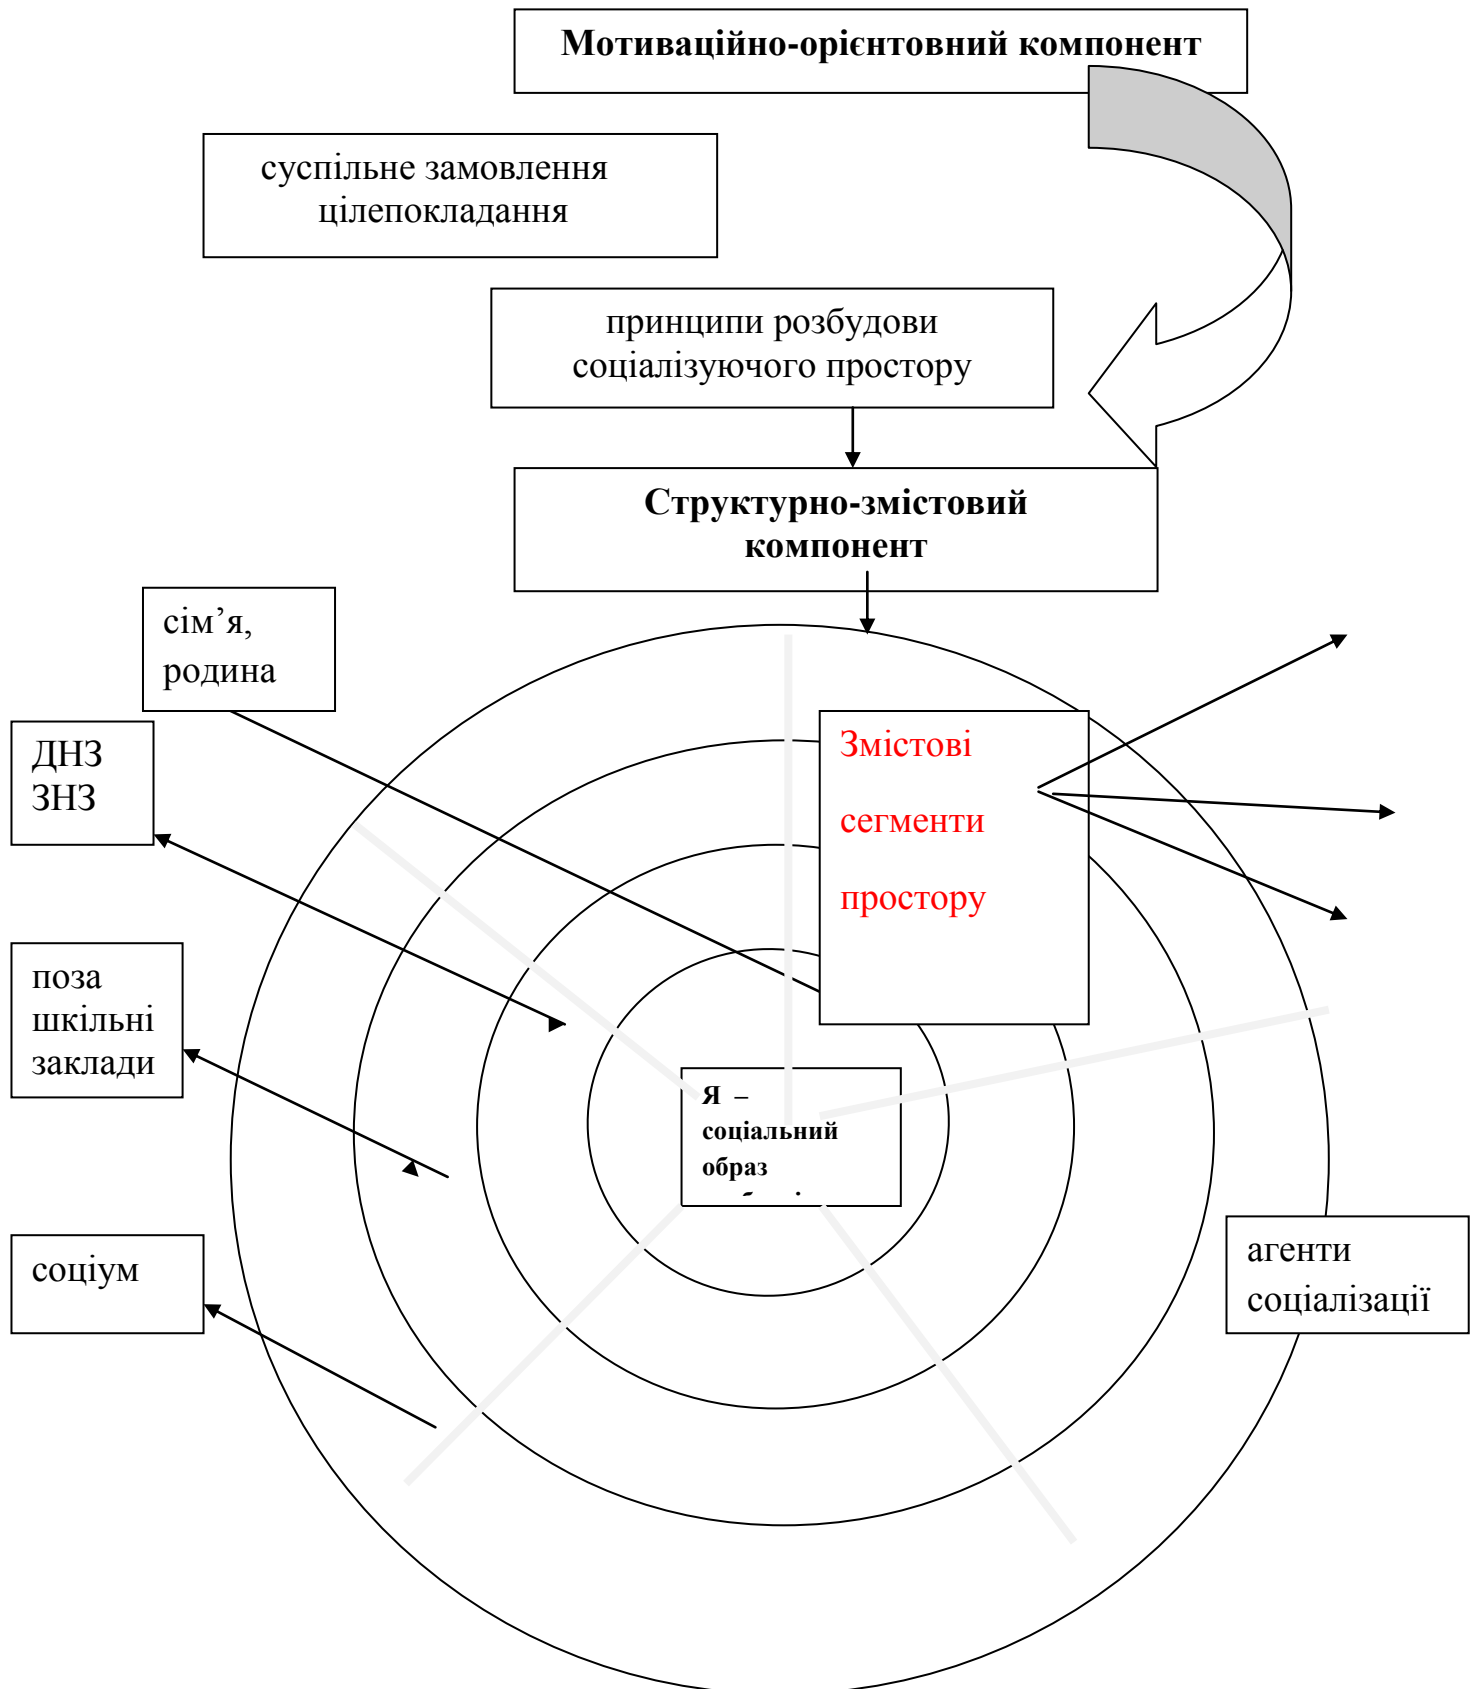 Мотиваційно-орієнтовний компонент
суспільне замовлення
цілепокладання
принципи розбудови
соціалізуючого простору
Структурно-змістовий
компонент
сім’я,
родина
ДНЗ
ЗНЗ
Змістові
сегменти
простору
поза
шкільні
заклади
Я –
соціальний
образ
соціум
агенти
соціалізації